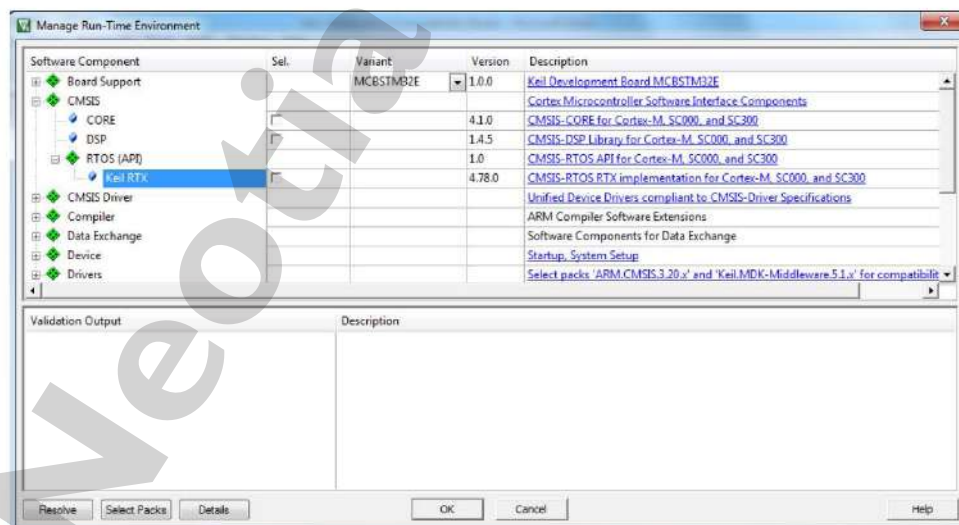 Manage Run-Time Environment
Software Component Sel. Variant Version Description
Board Support MCBSTM32E 1.0.0 Keil Development Board MCBSTM32E
CMSIS Cortex Microcontroller Software Interface Components
CORE 4.1.0 CMSIS-CORE for Cortex-M, SC000, and SC300
DSP 1.4.5 CMSIS-DSP Library for Cortex-M, SC000, and SC300
RTOS (API) 1.0 CMSIS-RTOS API for Cortex-M, SC000, and SC300
Keil RTX 4.78.0 CMSIS-RTOS RTX implementation for Cortex-M, SC000, and SC300
CMSIS Driver Unified Device Drivers compliant to CMSIS-Driver Specifications
Compiler ARM Compiler Software Extensions
Data Exchange Software Components for Data Exchange
Device Startup, System Setup
Drivers Select packs 'ARM.CMSIS.3.20.x' and 'Keil.MDK-Middleware.5.1.x' for compatibilit
Validation Output Description
Resolve Select Packs Details OK Cancel Help
Neotia